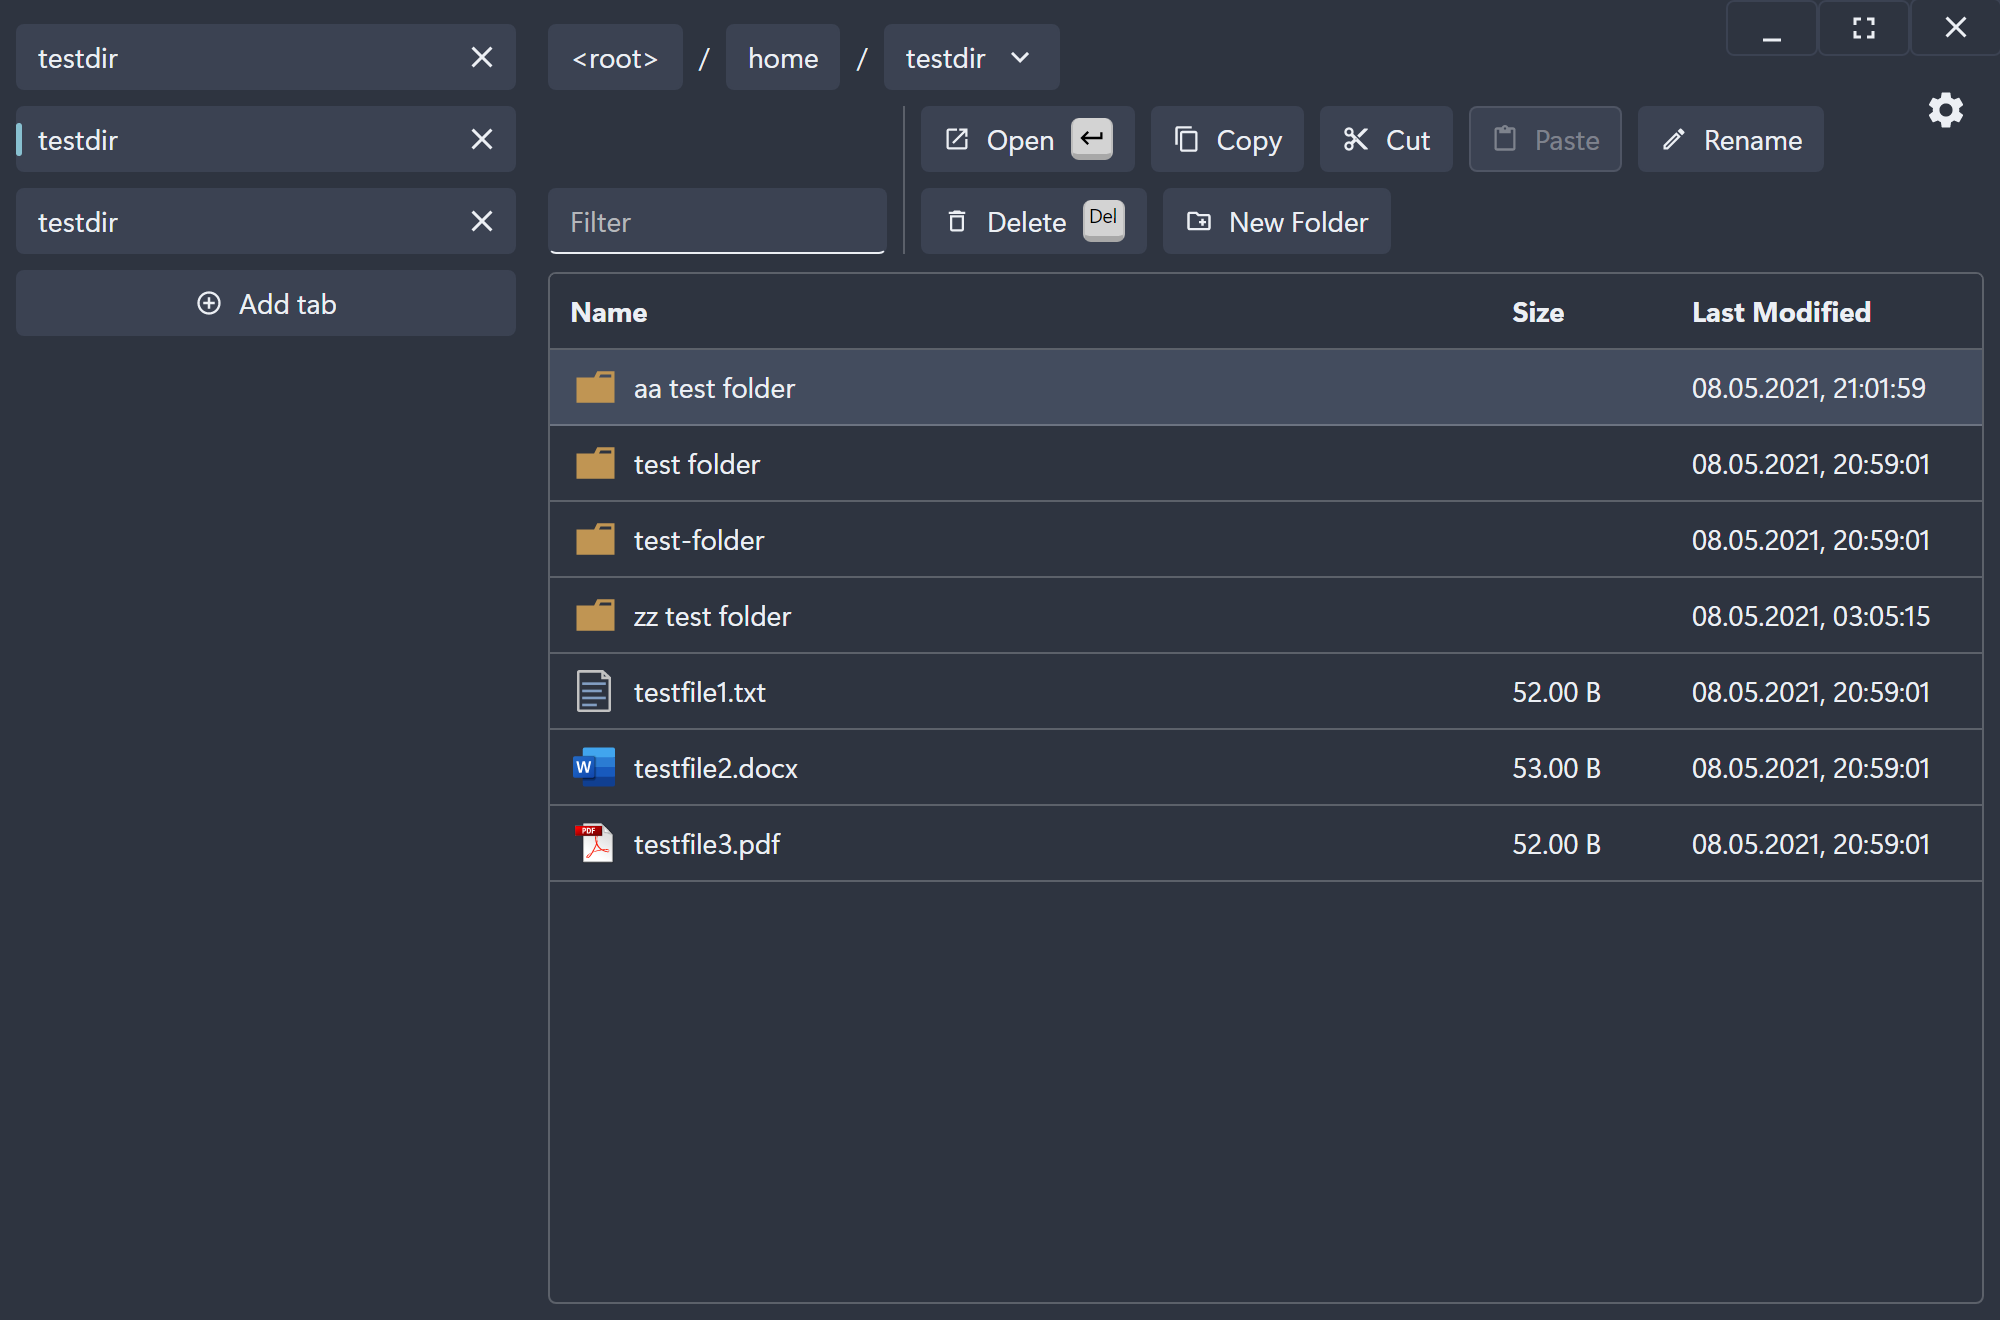 testdir
testdir
testdir
Add tab
<root> / home / testdir
Open Copy Cut Paste Rename
Filter
Delete Del New Folder
Name Size Last Modified
aa test folder 08.05.2021, 21:01:59
test folder 08.05.2021, 20:59:01
test-folder 08.05.2021, 20:59:01
zz test folder 08.05.2021, 03:05:15
testfile1.txt 52.00 B 08.05.2021, 20:59:01
W testfile2.docx 53.00 B 08.05.2021, 20:59:01
PDF testfile3.pdf 52.00 B 08.05.2021, 20:59:01